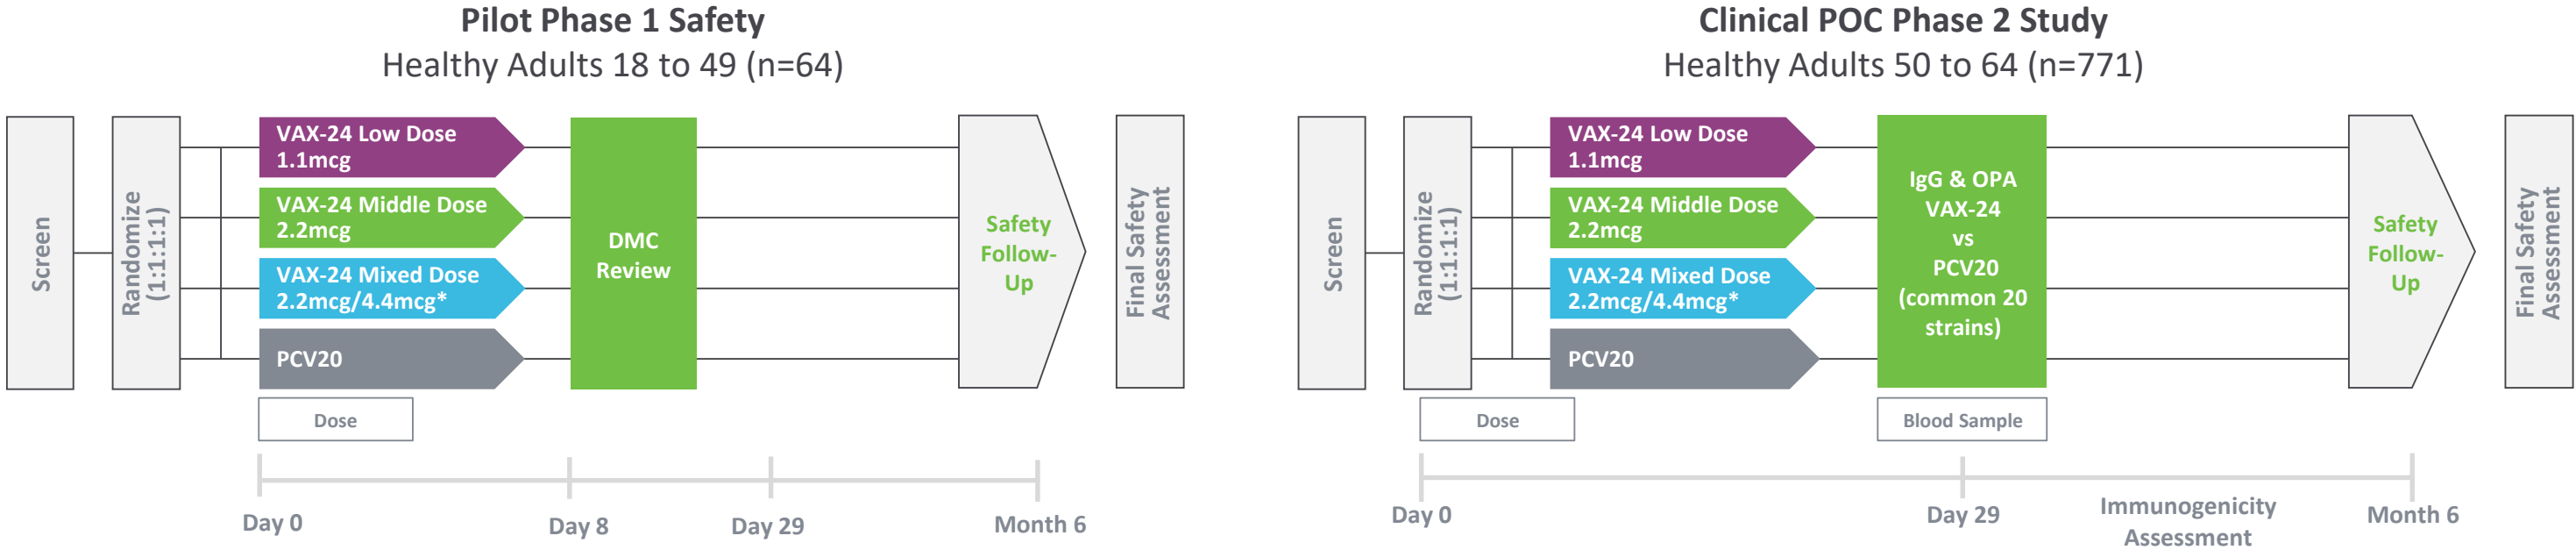 Pilot Phase 1 Safety
Healthy Adults 18 to 49 (n=64)
Screen
Randomize
(1:1:1:1)
VAX-24 Low Dose
1.1mcg
VAX-24 Middle Dose
2.2mcg
VAX-24 Mixed Dose
2.2mcg/4.4mcg*
PCV20
Dose
DMC
Review
Safety
Follow-
Up
Final Safety
Assessment
Day 0
Day 8
Day 29
Month 6
Clinical POC Phase 2 Study
Healthy Adults 50 to 64 (n=771)
Screen
Randomize
(1:1:1:1)
VAX-24 Low Dose
1.1mcg
VAX-24 Middle Dose
2.2mcg
VAX-24 Mixed Dose
2.2mcg/4.4mcg*
PCV20
Dose
IgG & OPA
VAX-24
vs
PCV20
(common 20
strains)
Blood Sample
Safety
Follow-
Up
Final Safety
Assessment
Day 0
Day 29
Immunogenicity
Assessment
Month 6